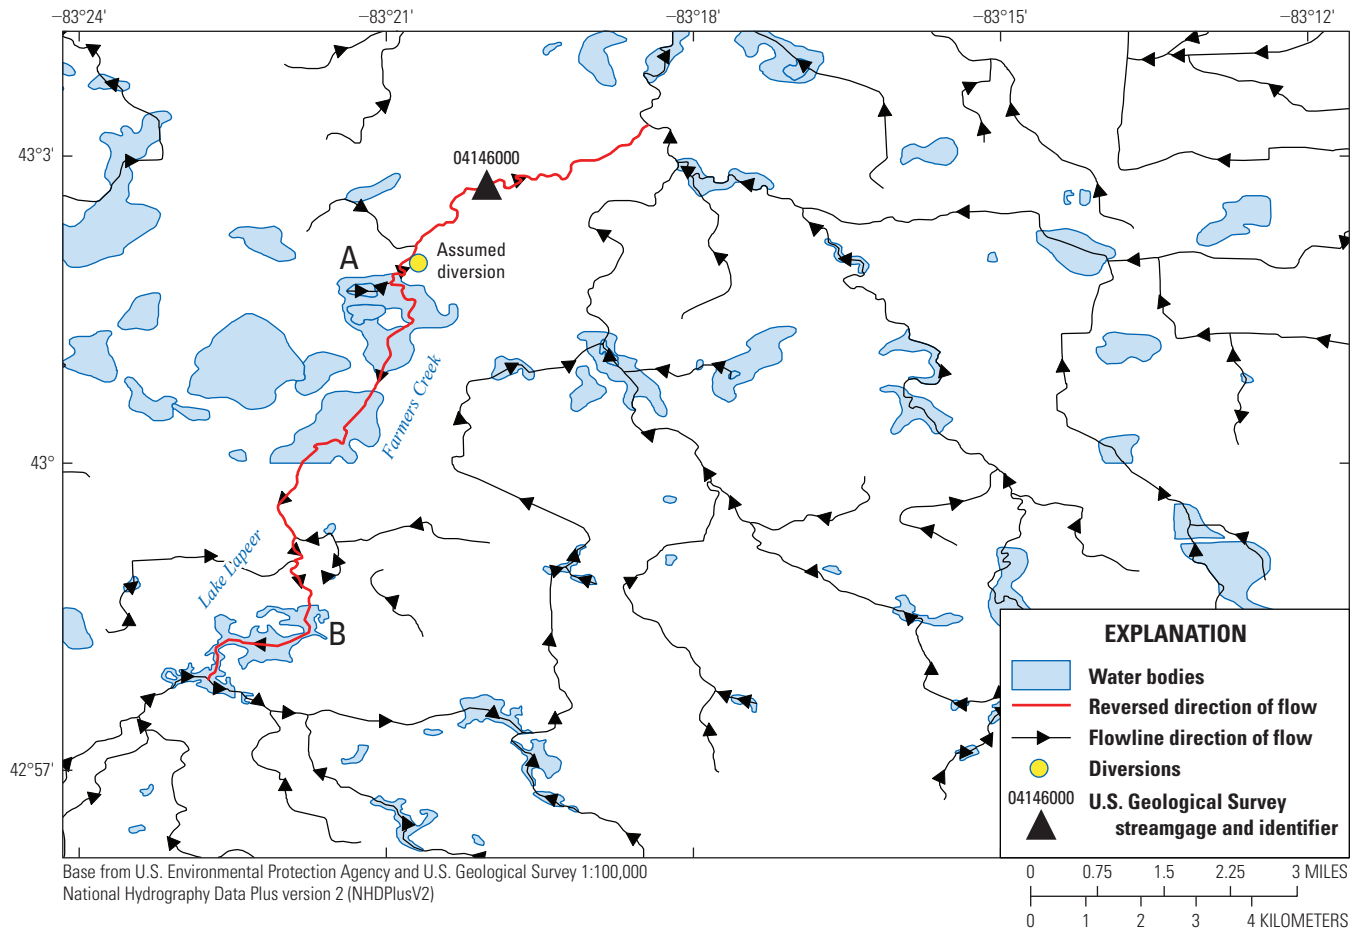 −83°24' −83°21' −83°18' −83°15' −83°12'
43°3'
43°
42°57'
04146000
A
Assumed
diversion
Farmers Creek
Lake L'apeer
B
EXPLANATION
Water bodies
Reversed direction of flow
Flowline direction of flow
Diversions
04146000 U.S. Geological Survey
streamgage and identifier
Base from U.S. Environmental Protection Agency and U.S. Geological Survey 1:100,000
National Hydrography Data Plus version 2 (NHDPlusV2)
0 0.75 1.5 2.25 3 MILES
0 1 2 3 4 KILOMETERS